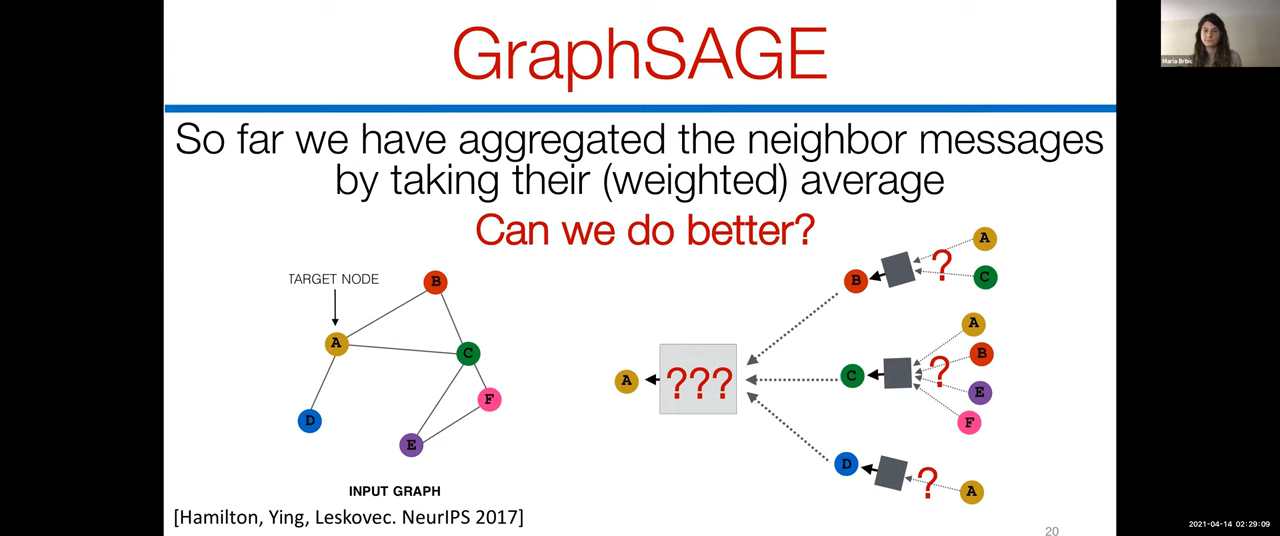 GraphSAGE
Maria Brbic
So far we have aggregated the neighbor messages
by taking their (weighted) average
Can we do better?
TARGET NODE
A
B
C
D
E
F
INPUT GRAPH
A
???
B
?
A
C
C
?
A
B
E
F
D
?
A
[Hamilton, Ying, Leskovec. NeurIPS 2017]
20
2021-04-14 02:29:09